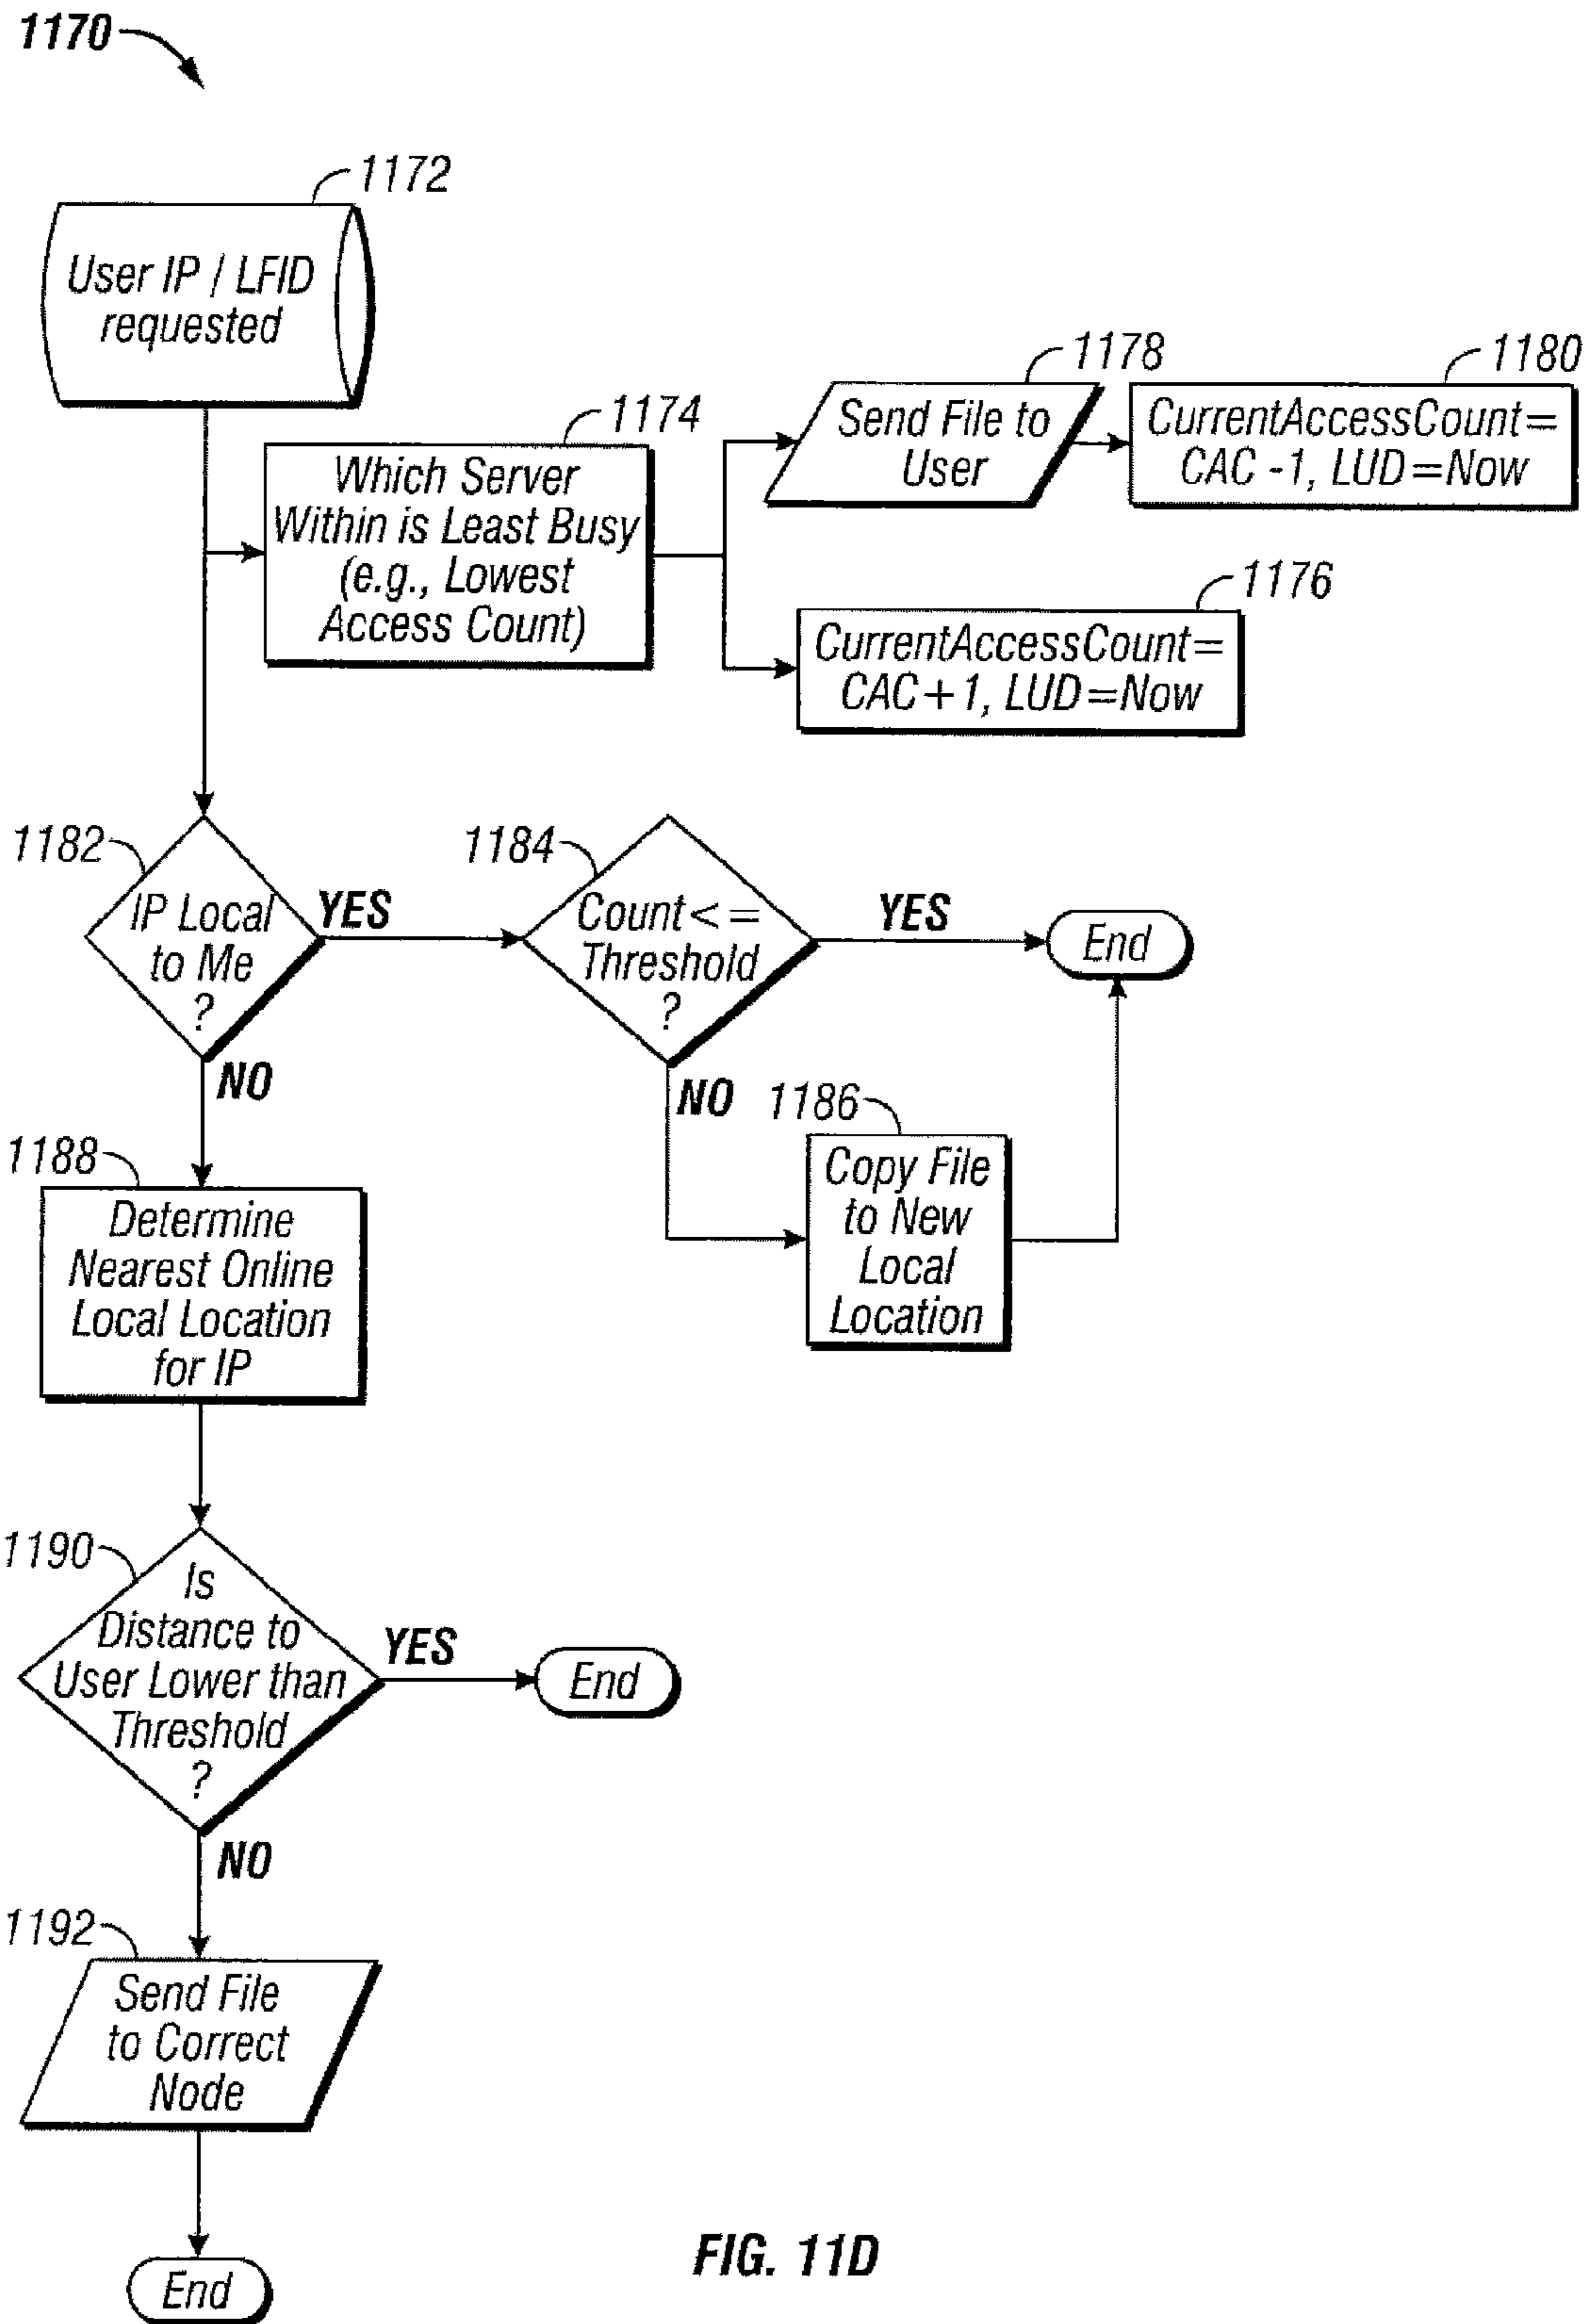 1170
1172
User IP / LFID
requested
1174
Which Server
Within is Least Busy
(e.g., Lowest
Access Count)
1178
Send File to
User
1180
CurrentAccessCount=
CAC -1, LUD=Now
1176
CurrentAccessCount=
CAC+1, LUD=Now
1182
IP Local
to Me
?
YES
NO
1184
Count<=
Threshold
?
YES
End
NO
1186
Copy File
to New
Local
Location
1188
Determine
Nearest Online
Local Location
for IP
1190
Is
Distance to
User Lower than
Threshold
?
YES
End
NO
1192
Send File
to Correct
Node
End
FIG. 11D